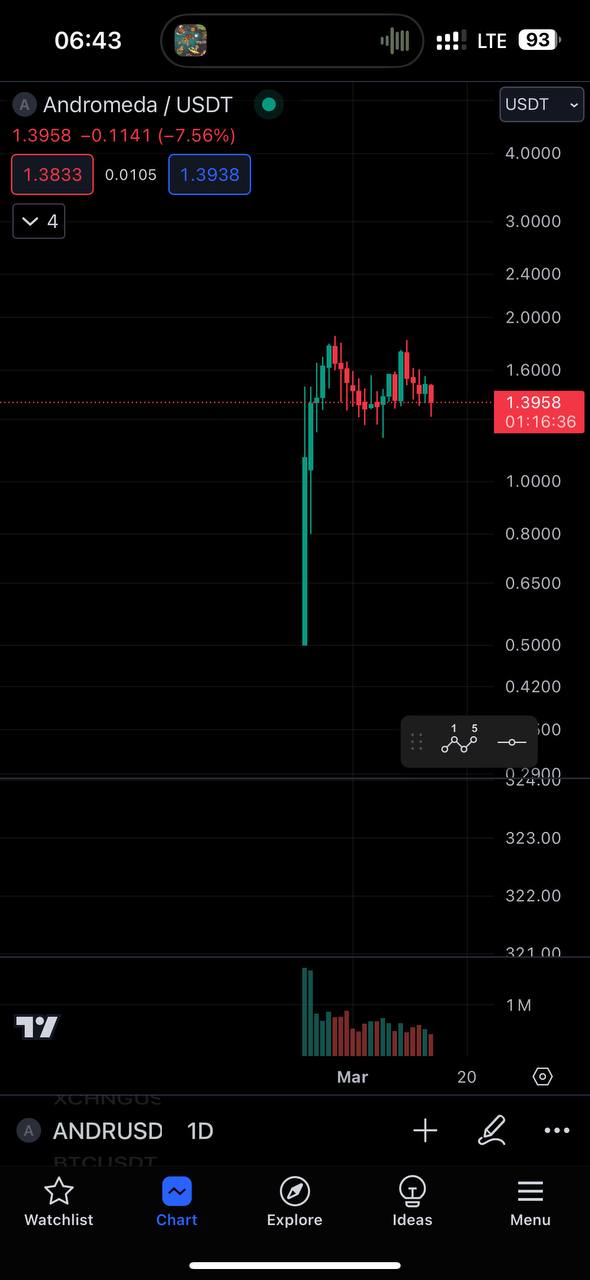 06:43
LTE 93
A Andromeda / USDT
USDT
1.3958 −0.1141 (−7.56%)
1.3833 0.0105 1.3938
4
4.0000
3.0000
2.4000
2.0000
1.6000
1.3958
01:16:36
1.0000
0.8000
0.6500
0.5000
0.4200
1 5
0.2900
324.00
323.00
322.00
321.00
1 M
Mar 20
XCHNGUS
A ANDRUSD 1D
BTCUSDT
Watchlist Chart Explore Ideas Menu